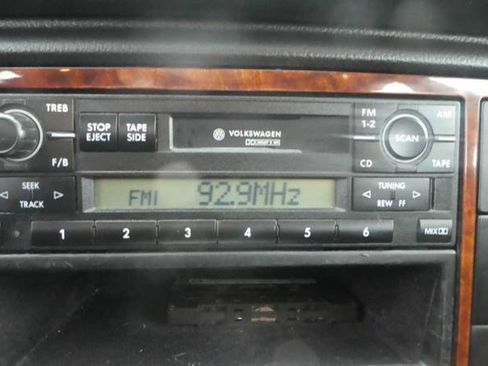 TREB
F/B
STOP
EJECT
TAPE
SIDE
VOLKSWAGEN
FM
1-2
AM
SCAN
CD
TAPE
SEEK
TRACK
FM1 92.9MHz
TUNING
REW FF
1 2 3 4 5 6
MIX